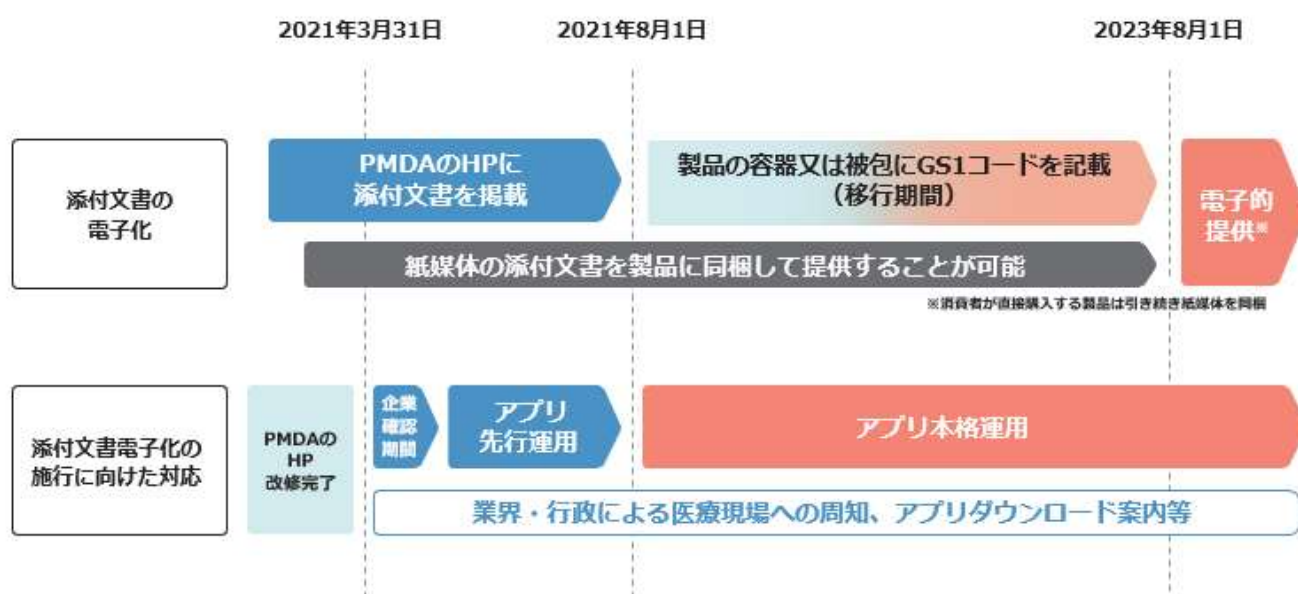 2021年3月31日
2021年8月1日
2023年8月1日
添付文書の
電子化
PMDAのHPに
添付文書を掲載
製品の容器又は被包にGS1コードを記載
（移行期間）
電子的
提供※
紙媒体の添付文書を製品に同梱して提供することが可能
※消費者が直接購入する製品は引き続き紙媒体を同梱
添付文書電子化の
施行に向けた対応
PMDAの
HP
改修完了
企業
確認
期間
アプリ
先行運用
アプリ本格運用
業界・行政による医療現場への周知、アプリダウンロード案内等